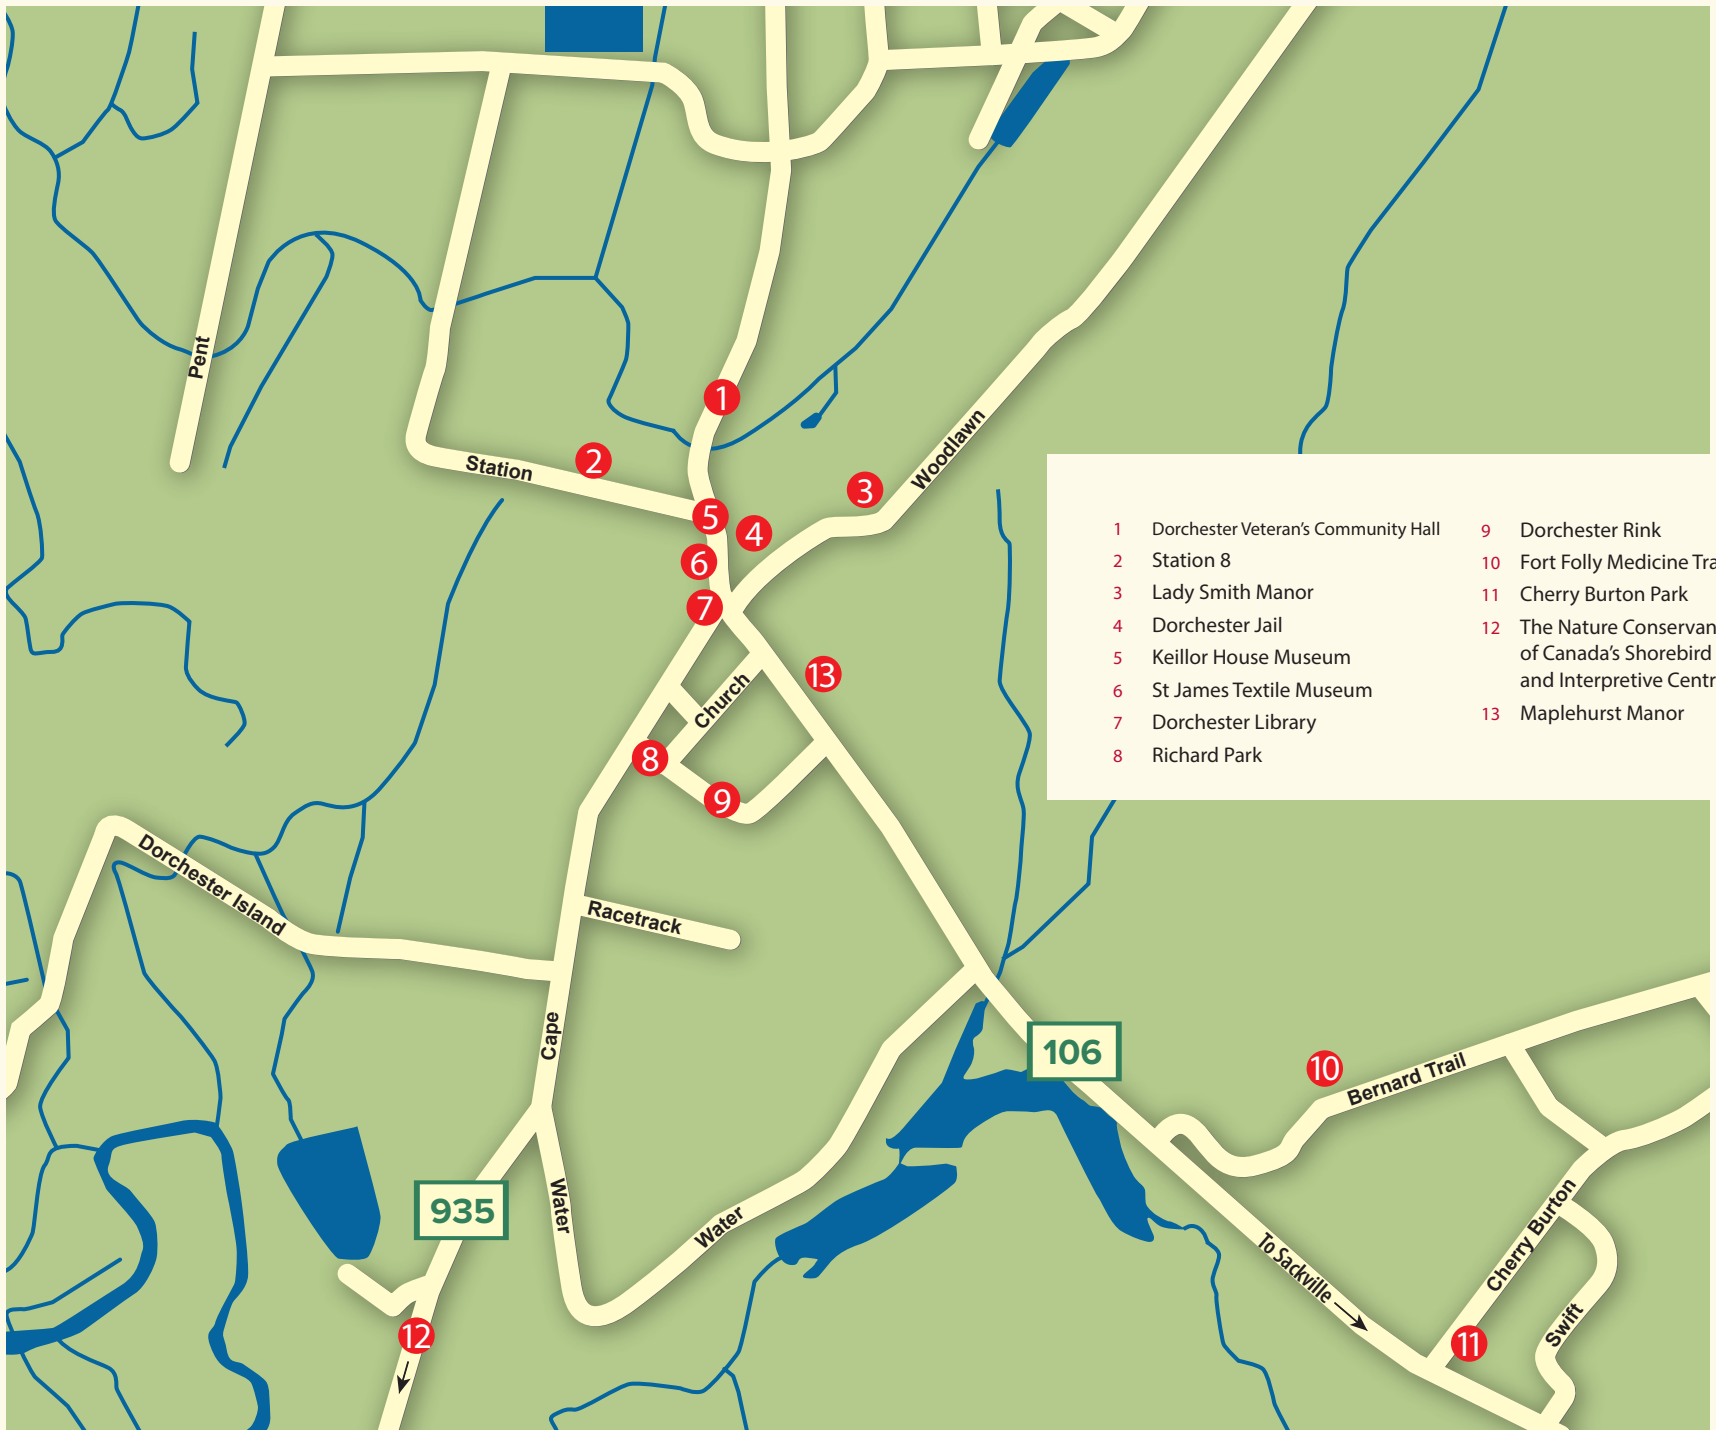 Pent
1
Station
2
Woodlawn
3
5
4
6
7
1 Dorchester Veteran's Community Hall
2 Station 8
3 Lady Smith Manor
4 Dorchester Jail
5 Keillor House Museum
6 St James Textile Museum
7 Dorchester Library
8 Richard Park
9 Dorchester Rink
10 Fort Folly Medicine Tra
11 Cherry Burton Park
12 The Nature Conservan
of Canada's Shorebird
and Interpretive Centr
13 Maplehurst Manor
13
Church
8
9
Dorchester Island
Racetrack
Cape
106
10
Bernard Trail
935
Water
Water
To Sackville
Cherry Burton
Swift
12
11